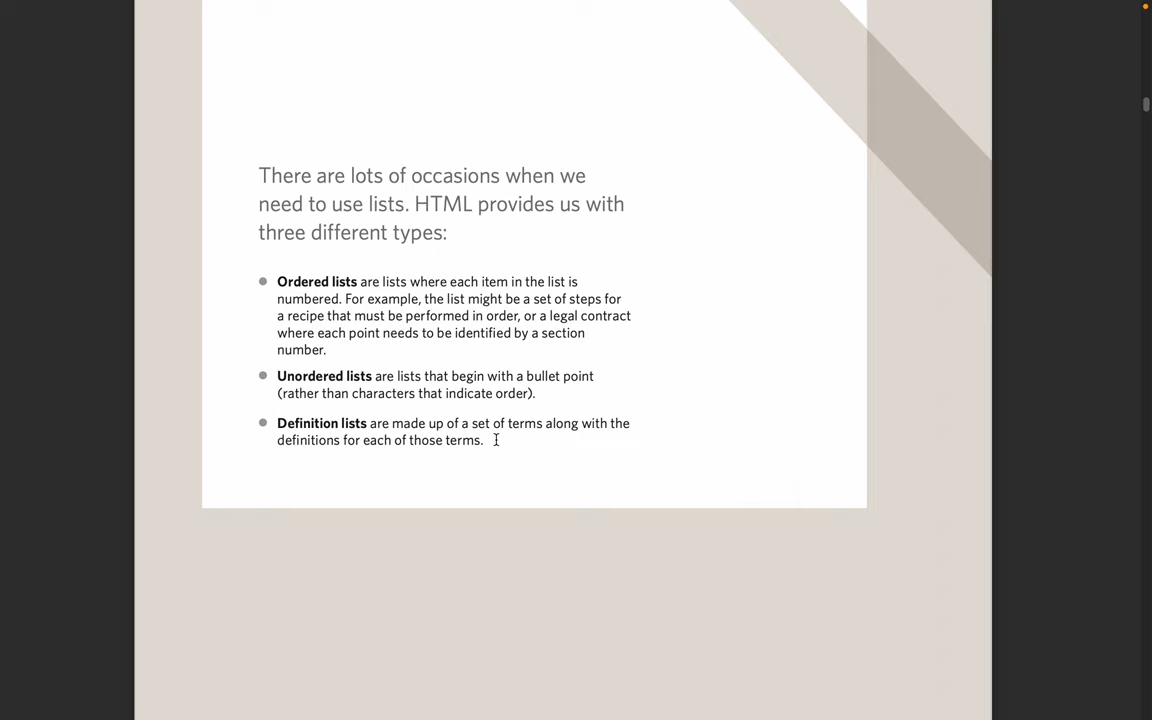 There are lots of occasions when we
need to use lists. HTML provides us with
three different types:
Ordered lists are lists where each item in the list is
numbered. For example, the list might be a set of steps for
a recipe that must be performed in order, or a legal contract
where each point needs to be identified by a section
number.
Unordered lists are lists that begin with a bullet point
(rather than characters that indicate order).
Definition lists are made up of a set of terms along with the
definitions for each of those terms.